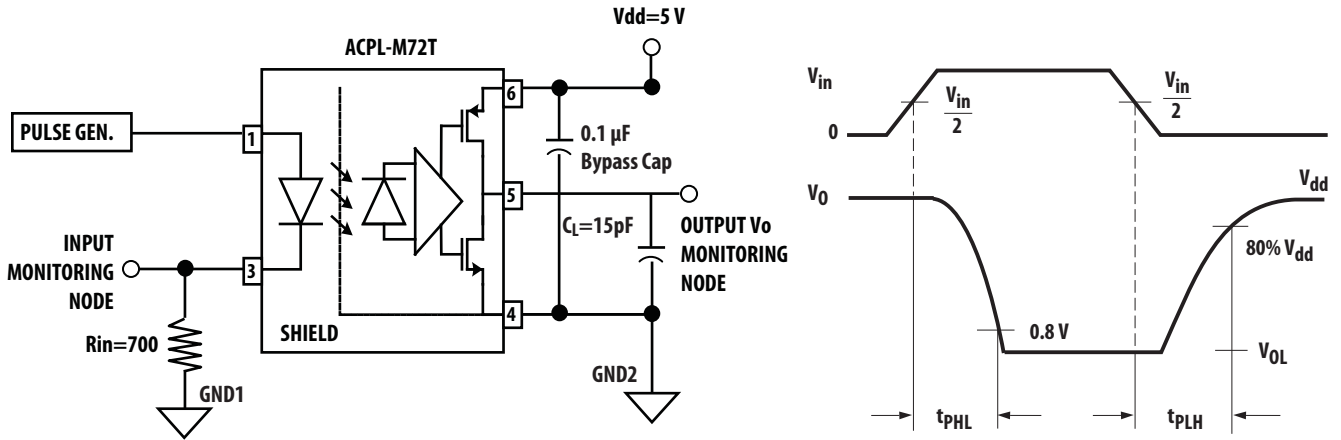 Vdd=5 V
ACPL-M72T
PULSE GEN.
1
6
0.1 µF
Bypass Cap
5
CL=15pF
OUTPUT Vo
MONITORING
NODE
INPUT
MONITORING
NODE
3
4
SHIELD
Rin=700
GND1
GND2
Vin
0
Vin
2
Vin
2
VO
Vdd
80% Vdd
0.8 V
VOL
tPHL
tPLH